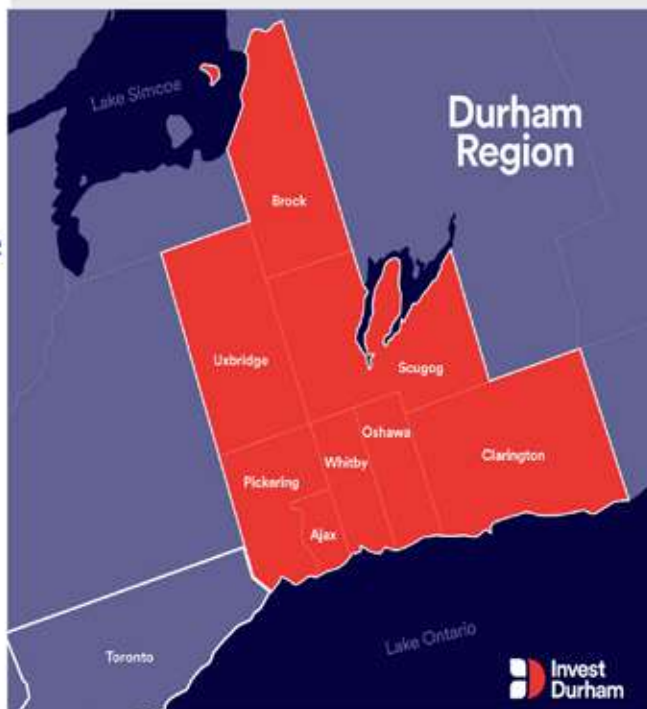 Lake Simcoe
Durham
Region
Brock
Uxbridge
Scugog
Oshawa
Whitby
Clarington
Pickering
Ajax
Toronto
Lake Ontario
Invest
Durham